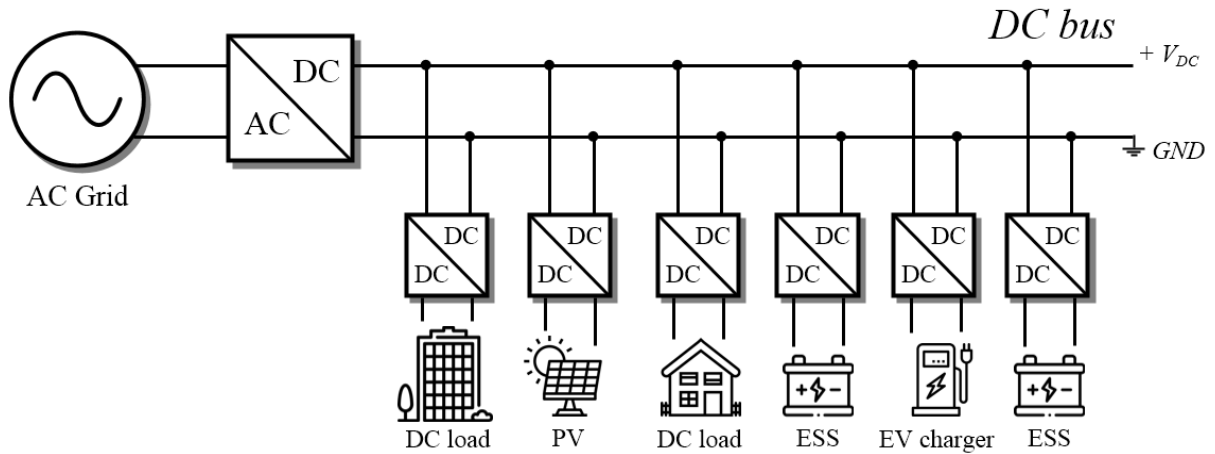 DC bus
+ V_DC
DC
AC
GND
AC Grid
DC
DC
DC
DC
DC
DC
DC
DC
DC
DC
DC
DC
DC load
PV
DC load
ESS
EV charger
ESS